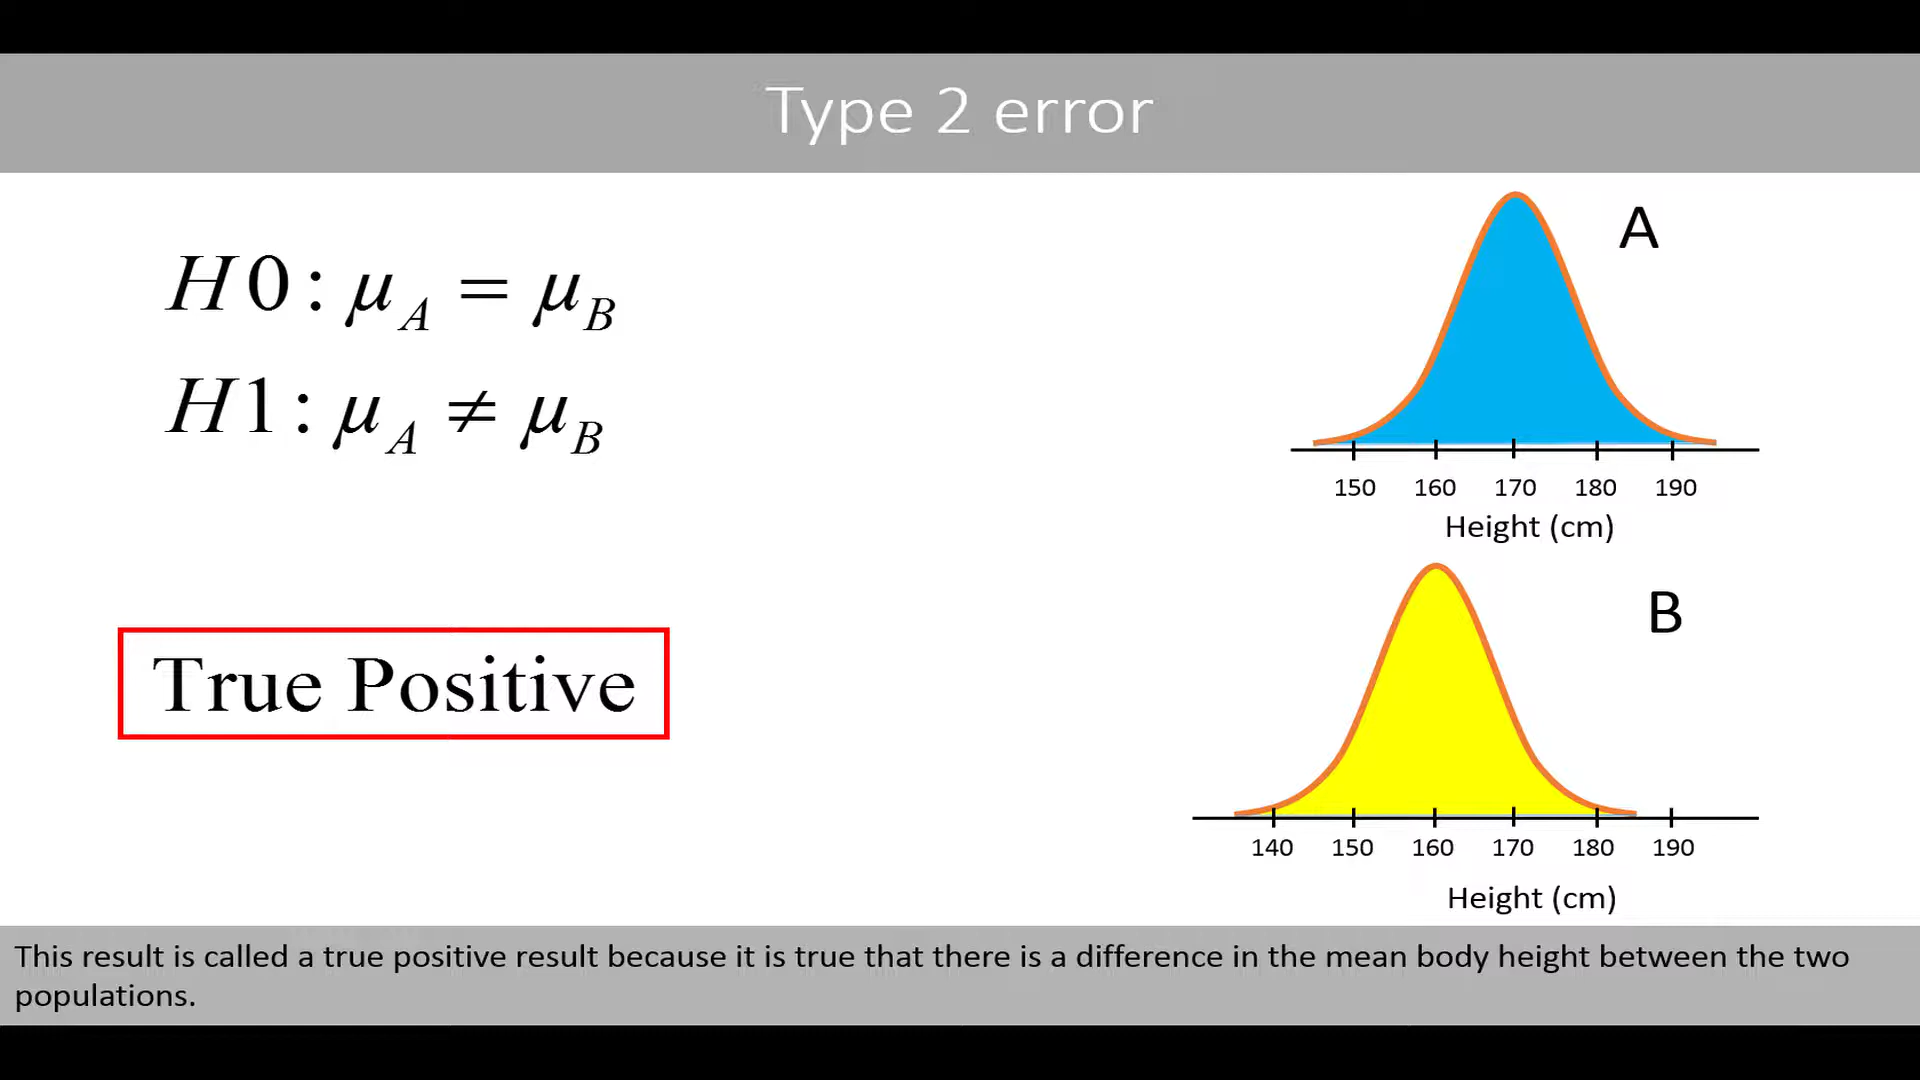 Type 2 error
H0: μA = μB
H1: μA ≠ μB
True Positive
A
150 160 170 180 190
Height (cm)
B
140 150 160 170 180 190
Height (cm)
This result is called a true positive result because it is true that there is a difference in the mean body height between the two
populations.